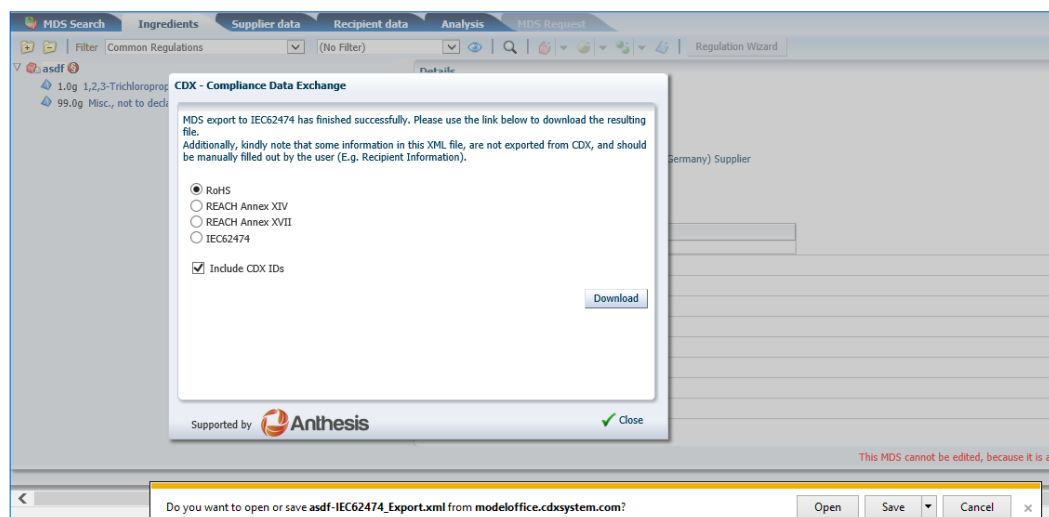 MDS Search Ingredients Supplier data Recipient data Analysis MDS Request
Filter Common Regulations (No Filter) Regulation Wizard
asdf
Details
1.0g 1,2,3-Trichloroprop
99.0g Misc., not to decla
CDX - Compliance Data Exchange
MDS export to IEC62474 has finished successfully. Please use the link below to download the resulting
file.
Additionally, kindly note that some information in this XML file, are not exported from CDX, and should
be manually filled out by the user (E.g. Recipient Information).
Germany) Supplier
RoHS
REACH Annex XIV
REACH Annex XVII
IEC62474
Include CDX IDs
Download
Supported by Anthesis
Close
This MDS cannot be edited, because it is a
Do you want to open or save asdf-IEC62474_Export.xml from modeloffice.cdxsystem.com?
Open Save Cancel